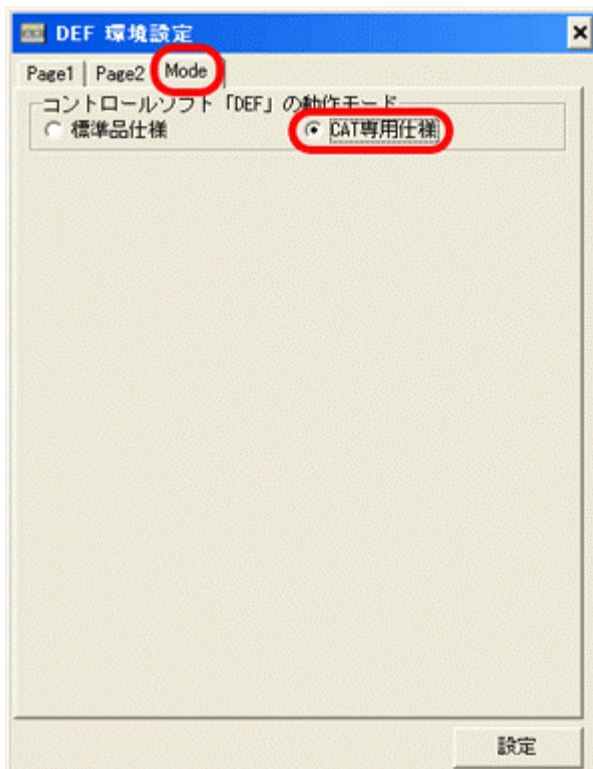 DEF 環境設定
Page1 Page2 Mode
コントロールソフト「DEF」の動作モード
標準品仕様 CAT専用仕様
設定